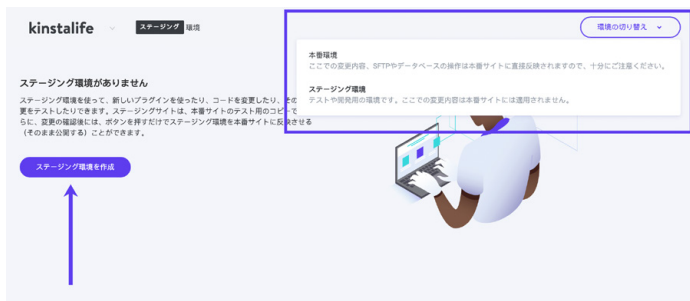 kinstalife
ステージング 環境
環境の切り替え
本番環境
ここでの変更内容、SFTPやデータベースの操作は本番サイトに直接反映されますので、十分にご注意ください。
ステージング環境
テストや開発用の環境です。ここでの変更内容は本番サイトには適用されません。
ステージング環境がありません
ステージング環境を使って、新しいプラグインを使ったり、コードを変更したり、その
更をテストしたりできます。ステージングサイトは、本番サイトのテスト用のコピーで
らに、変更の確認後には、ボタンを押すだけでステージング環境を本番サイトに反映させる
（そのまま公開する）ことができます。
ステージング環境を作成